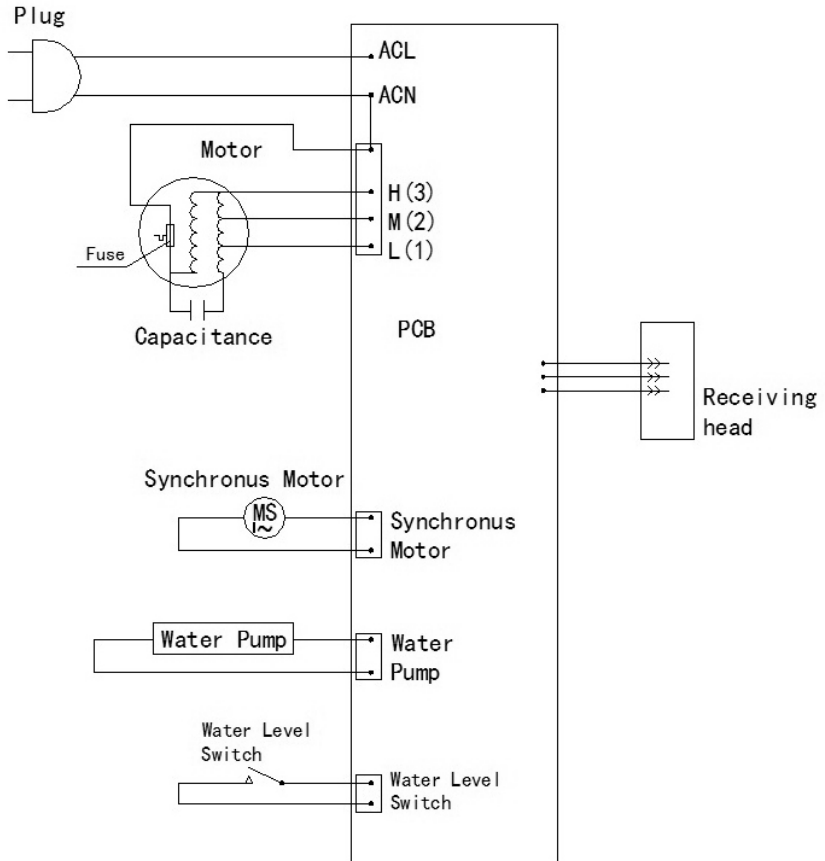 Plug
ACL
ACN
Motor
H(3)
M(2)
L(1)
Fuse
Capacitance
PCB
Receiving
head
Synchronus Motor
MS
~
Synchronus
Motor
Water Pump
Water
Pump
Water Level
Switch
Water Level
Switch